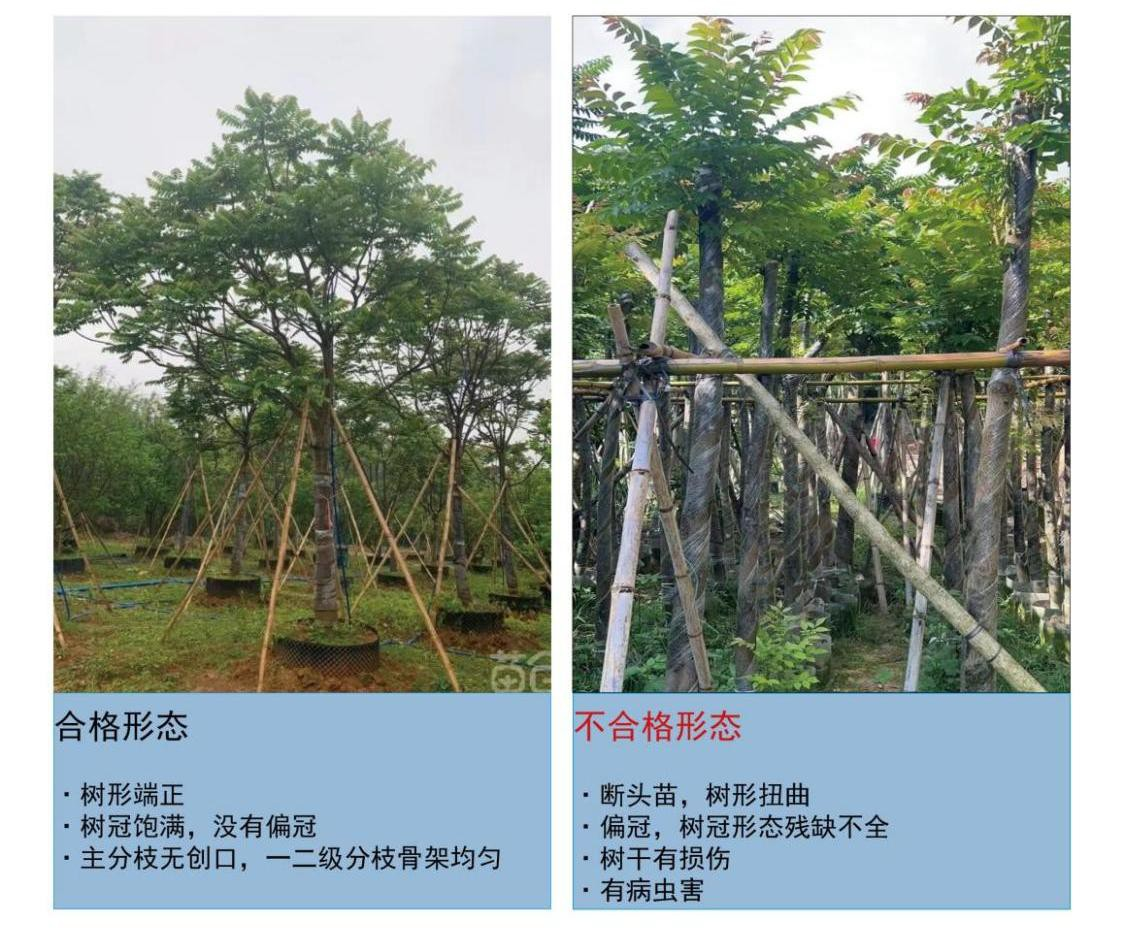 合格形态
· 树形端正
· 树冠饱满，没有偏冠
· 主分枝无创口，一二级分枝骨架均匀
不合格形态
· 断头苗，树形扭曲
· 偏冠，树冠形态残缺不全
· 树干有损伤
· 有病虫害